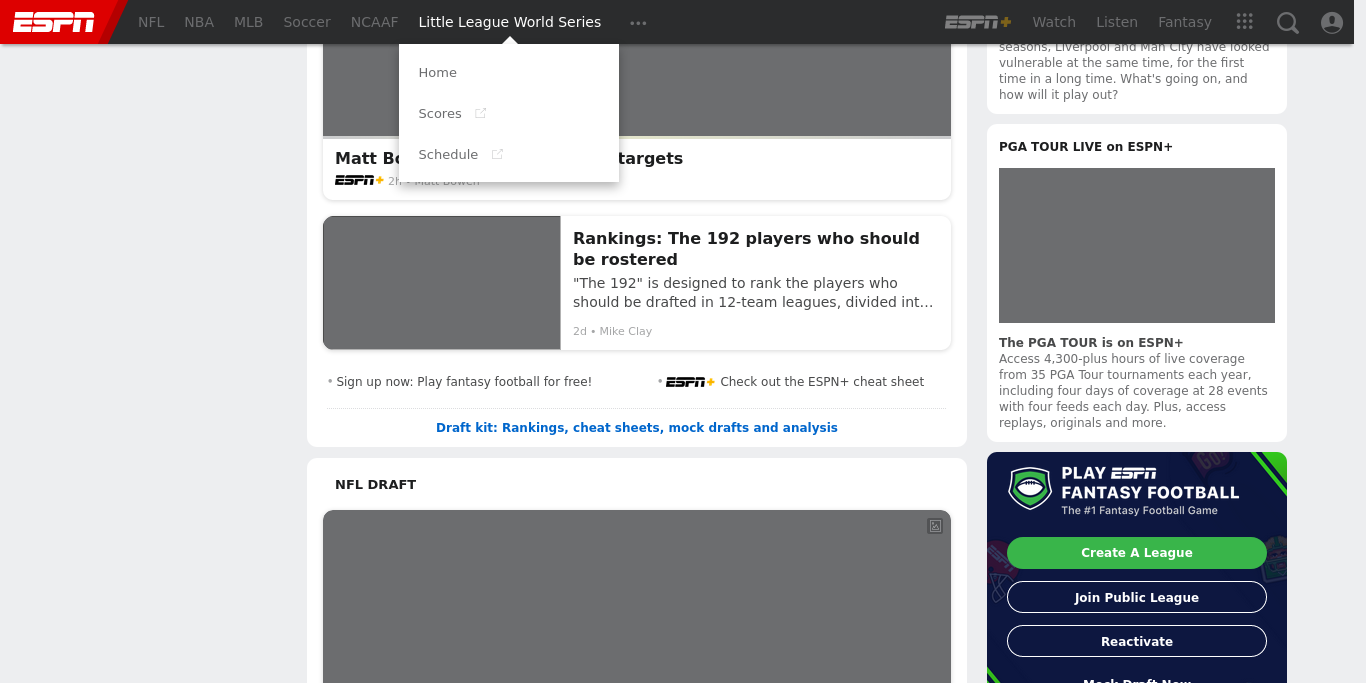 ESPN NFL NBA MLB Soccer NCAAF Little League World Series ESPN+ Watch Listen Fantasy
Home
Scores
Schedule
Matt Bo
targets
ESPN+ 2h • Matt Bowen
Rankings: The 192 players who should
be rostered
"The 192" is designed to rank the players who
should be drafted in 12-team leagues, divided int…
2d • Mike Clay
• Sign up now: Play fantasy football for free!
• ESPN+ Check out the ESPN+ cheat sheet
Draft kit: Rankings, cheat sheets, mock drafts and analysis
NFL DRAFT
seasons, Liverpool and Man City have looked
vulnerable at the same time, for the first
time in a long time. What's going on, and
how will it play out?
PGA TOUR LIVE on ESPN+
The PGA TOUR is on ESPN+
Access 4,300-plus hours of live coverage
from 35 PGA Tour tournaments each year,
including four days of coverage at 28 events
with four feeds each day. Plus, access
replays, originals and more.
PLAY ESPN
FANTASY FOOTBALL
The #1 Fantasy Football Game
Create A League
Join Public League
Reactivate
Mock Draft Now